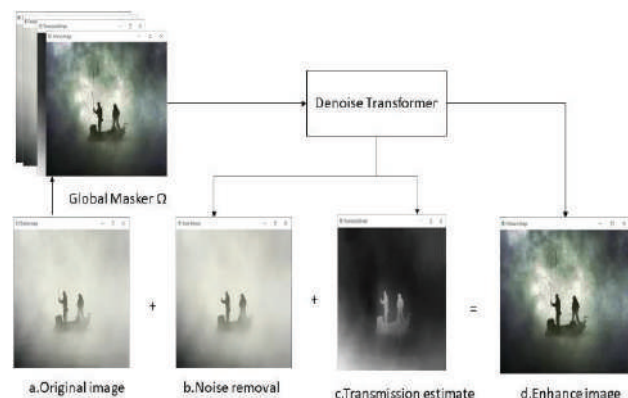 Denoise Transformer
Global Masker Ω
+
+
=
a.Original image
b.Noise removal
c.Transmission estimate
d.Enhance image